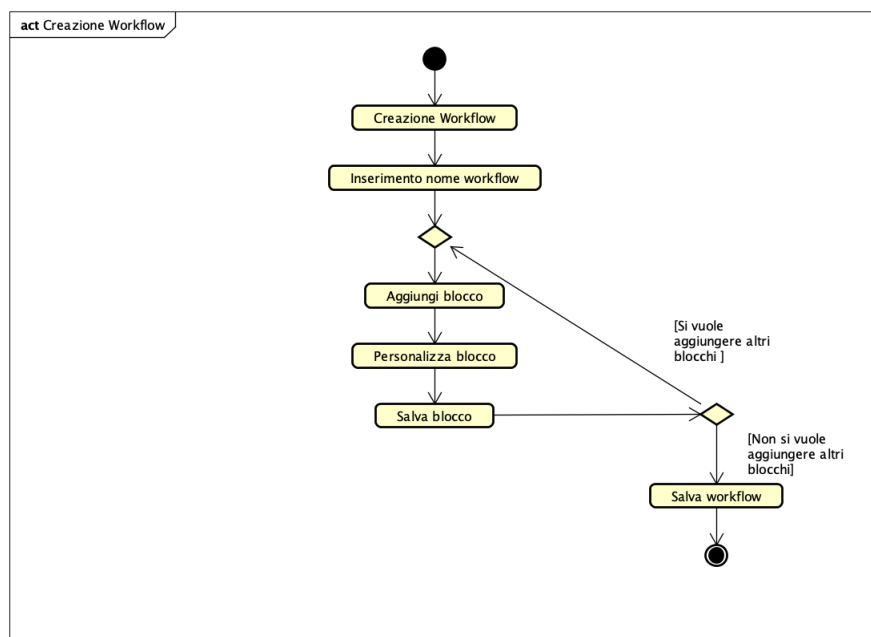 act Creazione Workflow
Creazione Workflow
Inserimento nome workflow
Aggiungi blocco
[Si vuole
aggiungere altri
blocchi ]
Personalizza blocco
Salva blocco
[Non si vuole
aggiungere altri
blocchi]
Salva workflow